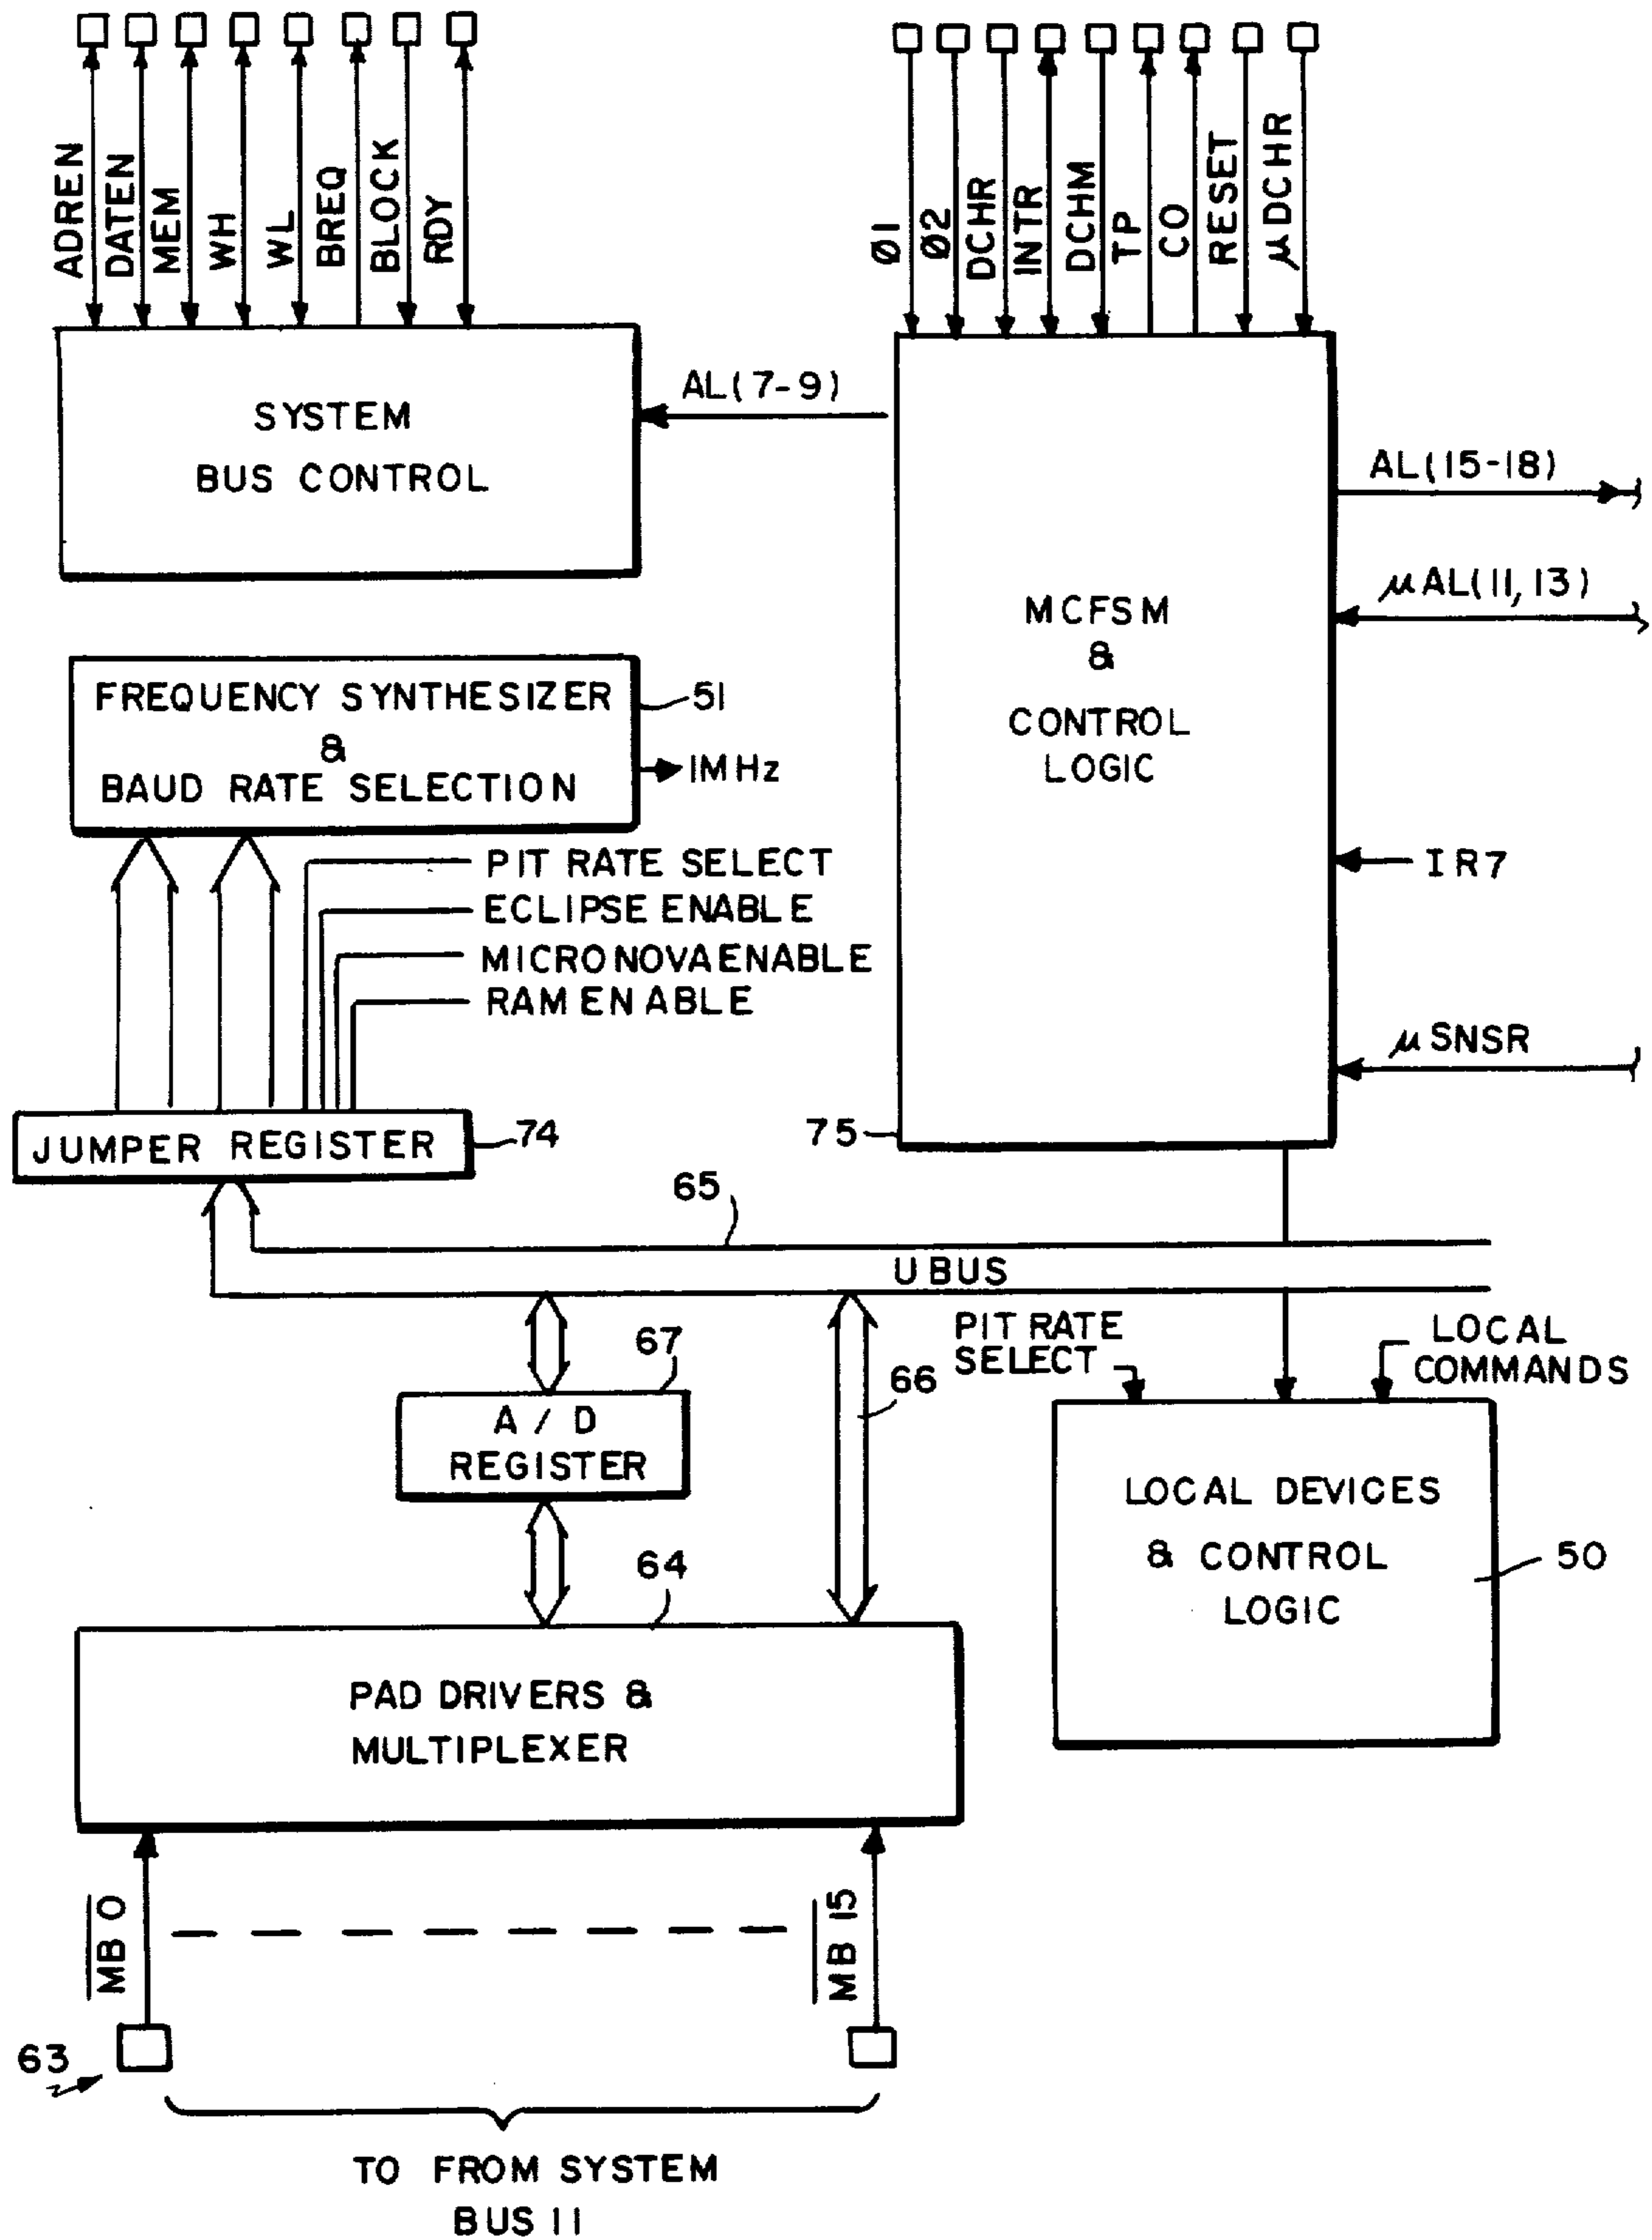 ADREN
DATEN
MEM
WH
WL
BREQ
BLOCK
RDY
Ø1
Ø2
DCHR
INTR
DCHM
TP
CO
RESET
μDCHR
SYSTEM
BUS CONTROL
AL(7-9)
MCFSM
&
CONTROL
LOGIC
AL(15-18)
μAL(11,13)
IR7
μSNSR
75
FREQUENCY SYNTHESIZER
&
BAUD RATE SELECTION
51
1MHz
PIT RATE SELECT
ECLIPSE ENABLE
MICRONOVA ENABLE
RAM ENABLE
JUMPER REGISTER
74
65
U BUS
67
A / D
REGISTER
66
PIT RATE
SELECT
LOCAL
COMMANDS
LOCAL DEVICES
& CONTROL
LOGIC
50
64
PAD DRIVERS &
MULTIPLEXER
MB 0
MB 15
63
TO FROM SYSTEM
BUS 11